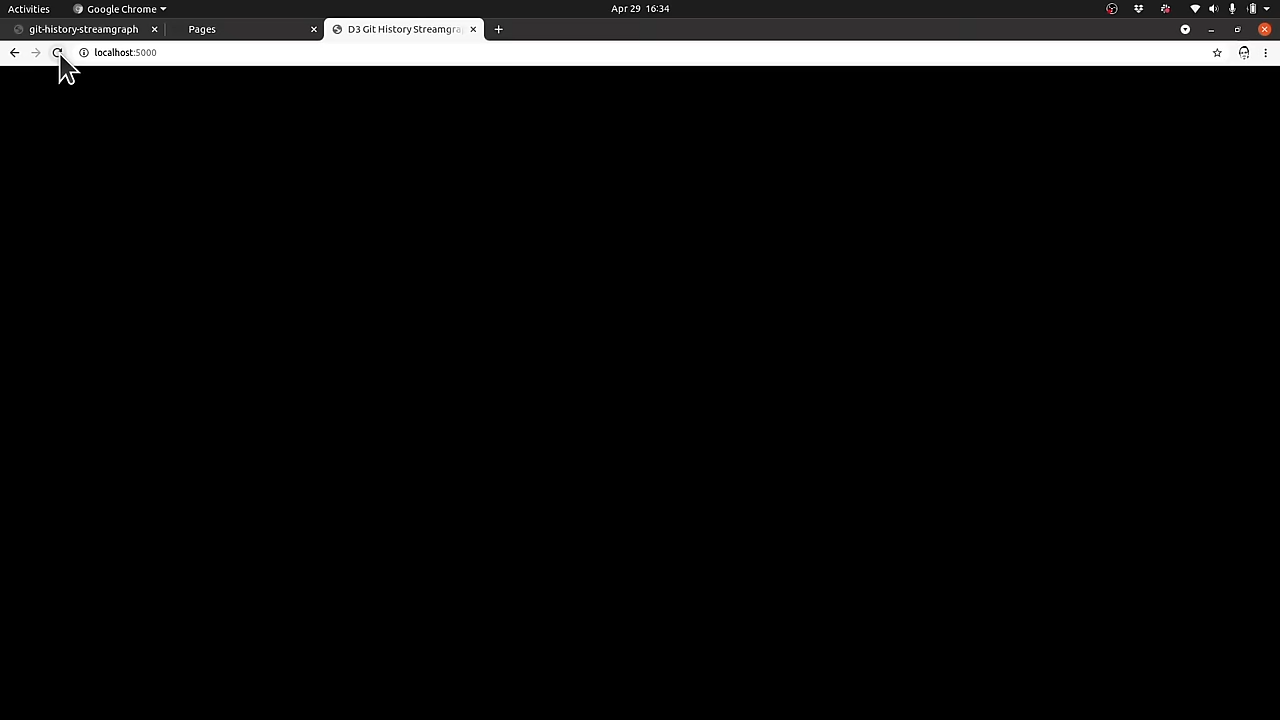 Activities
Google Chrome
Apr 29 16:34
git-history-streamgraph
Pages
D3 Git History Streamgra
localhost:5000